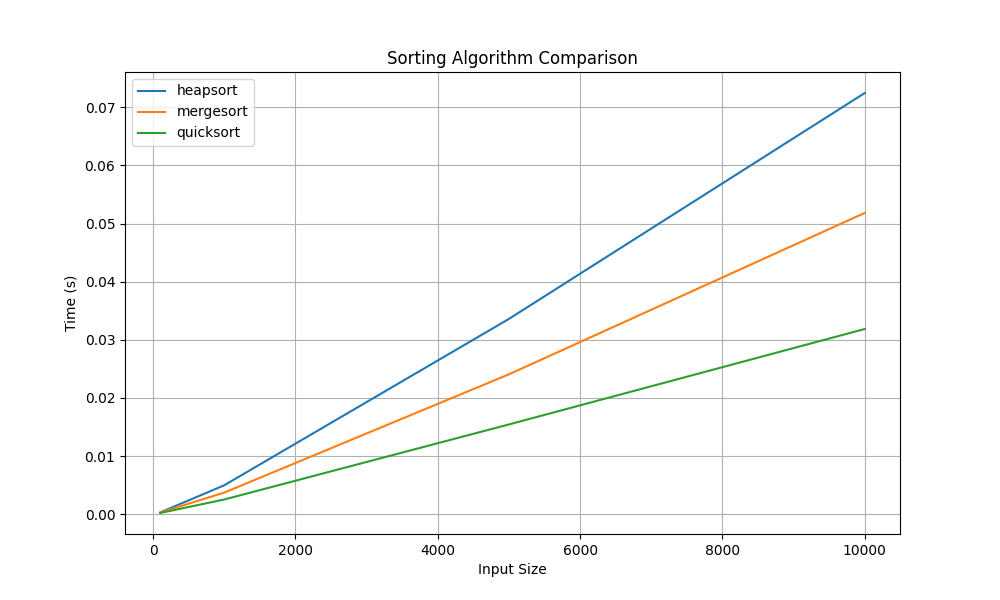 Sorting Algorithm Comparison
heapsort
mergesort
quicksort
0.07
0.06
0.05
0.04
0.03
0.02
0.01
0.00
Time (s)
0 2000 4000 6000 8000 10000
Input Size